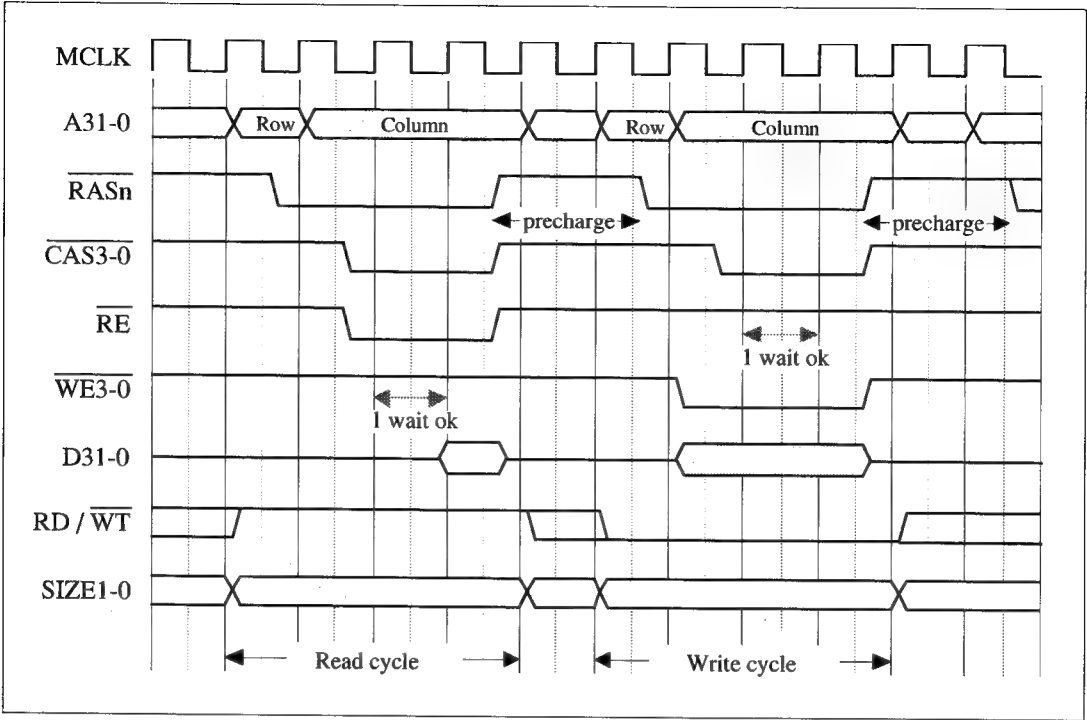 MCLK
A31-0 Row Column Row Column
RASn
precharge precharge
CAS3-0
RE
1 wait ok
WE3-0
1 wait ok
D31-0
RD / WT
SIZE1-0
Read cycle Write cycle